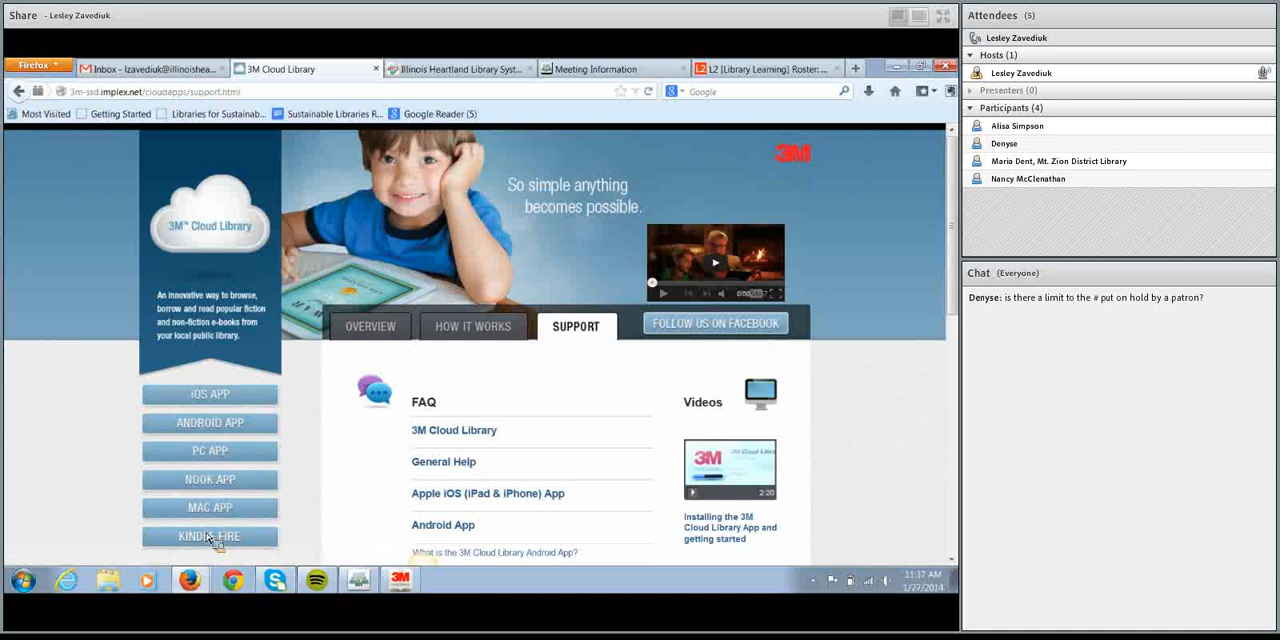 Share - Lesley Zavediuk
Firefox
Inbox - lzavediuk@illinoishea...
3M Cloud Library
Illinois Heartland Library Syst...
Meeting Information
L2 [Library Learning] Roster: ...
3m-ssd.implex.net/cloudapps/support.html
Google
Most Visited
Getting Started
Libraries for Sustainab...
Sustainable Libraries R...
Google Reader (5)
3M
So simple anything
becomes possible.
3M™ Cloud Library
An innovative way to browse,
borrow and read popular fiction
and non-fiction e-books from
your local public library.
OVERVIEW
HOW IT WORKS
SUPPORT
FOLLOW US ON FACEBOOK
iOS APP
ANDROID APP
PC APP
NOOK APP
MAC APP
KINDLE FIRE
FAQ
3M Cloud Library
General Help
Apple iOS (iPad & iPhone) App
Android App
What is the 3M Cloud Library Android App?
Videos
3M
2:20
Installing the 3M
Cloud Library App and
getting started
3M
11:37 AM
1/27/2014
Attendees (5)
Lesley Zavediuk
Hosts (1)
Lesley Zavediuk
Presenters (0)
Participants (4)
Alisa Simpson
Denyse
Maria Dent, Mt. Zion District Library
Nancy McClenathan
Chat (Everyone)
Denyse: is there a limit to the # put on hold by a patron?